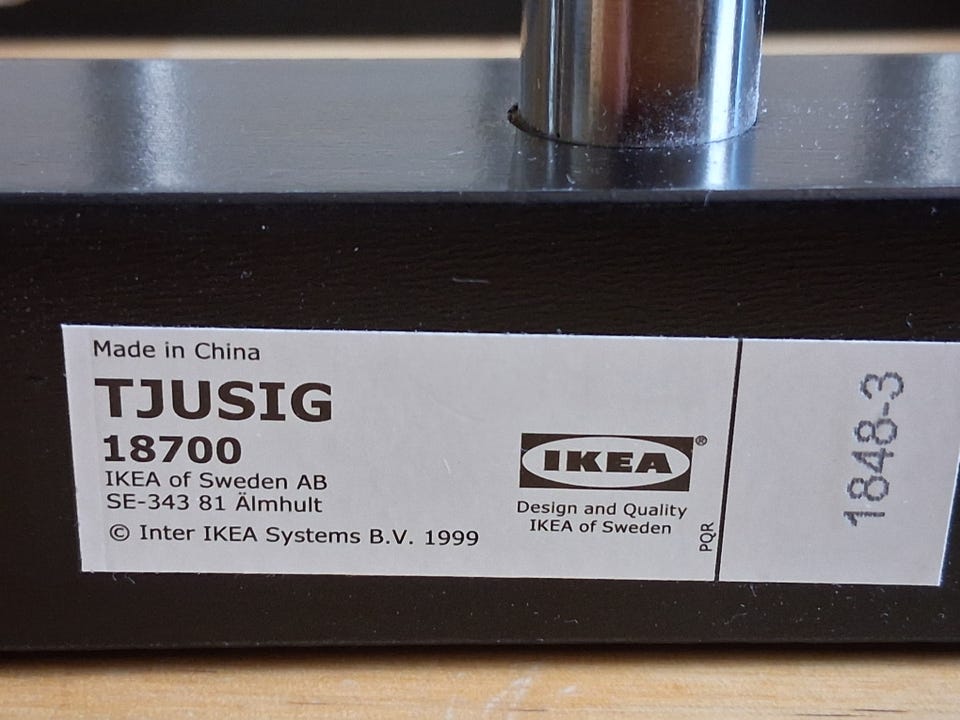 Made in China
TJUSIG
18700
IKEA of Sweden AB
SE-343 81 Älmhult
© Inter IKEA Systems B.V. 1999
IKEA®
Design and Quality
IKEA of Sweden
PQR
1848-3